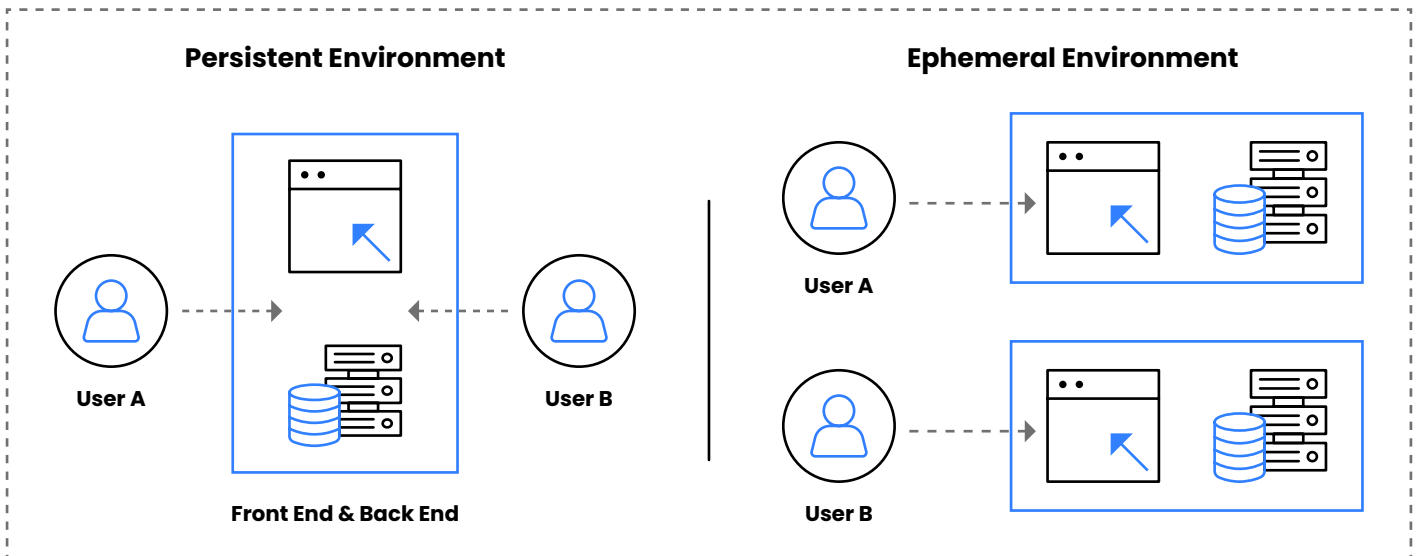 Persistent Environment
User A
User B
Front End & Back End
Ephemeral Environment
User A
User B